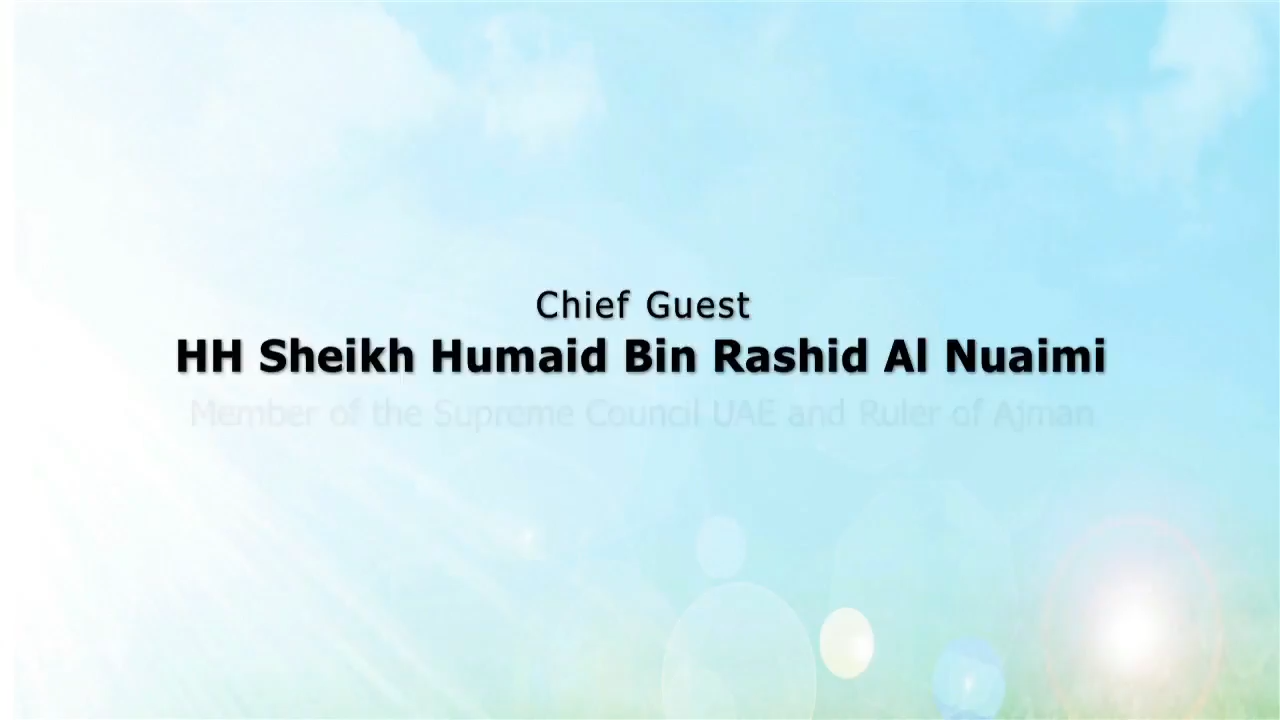 Chief Guest
HH Sheikh Humaid Bin Rashid Al Nuaimi
Member of the Supreme Council UAE and Ruler of Ajman